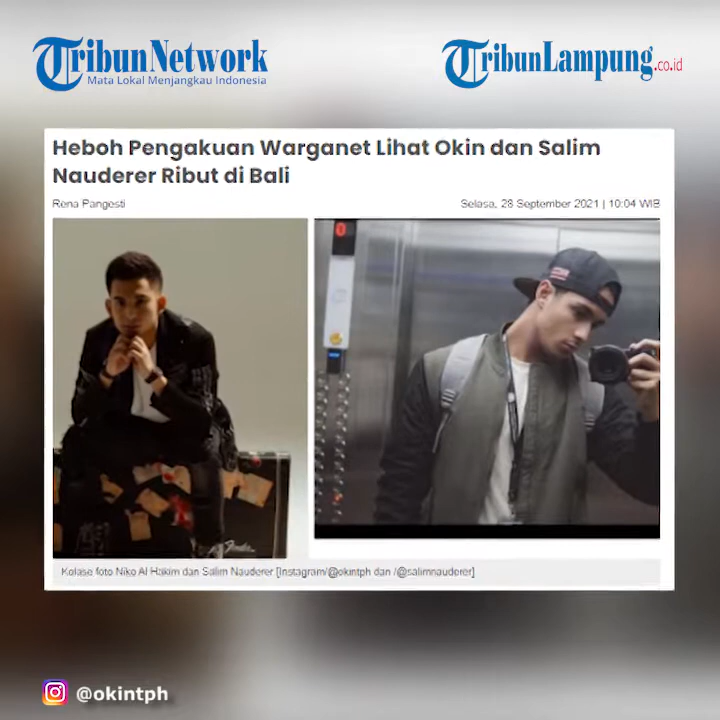 TribunNetwork
Mata Lokal Menjangkau Indonesia
TribunLampung.co.id
Heboh Pengakuan Warganet Lihat Okin dan Salim
Nauderer Ribut di Bali
Rena Pangesti
Selasa, 28 September 2021 | 10:04 WIB
Kolase foto Niko Al Hakim dan Salim Nauderer [Instagram/@okintph dan /@salimnauderer]
@okintph